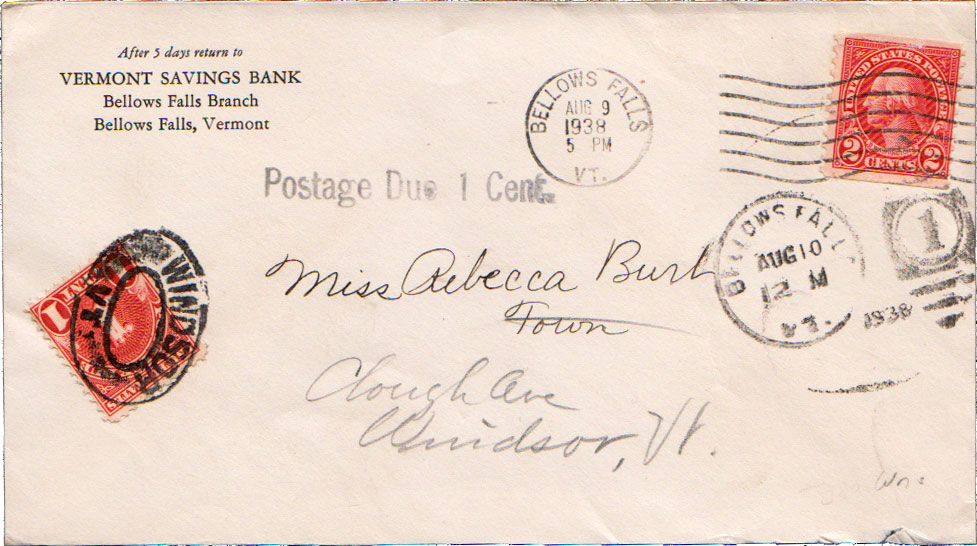 After 5 days return to
VERMONT SAVINGS BANK
Bellows Falls Branch
Bellows Falls, Vermont
BELLOWS FALLS
AUG 9
1938
5 PM
VT.
UNITED STATES POSTAGE
2 CENTS 2
Postage Due 1 Cent.
BELLOWS FALLS
AUG 10
12 M
1938
VT.
1
Miss Rebecca Burt
Town
Clough Ave
Windsor, Vt.
WINDSOR
1